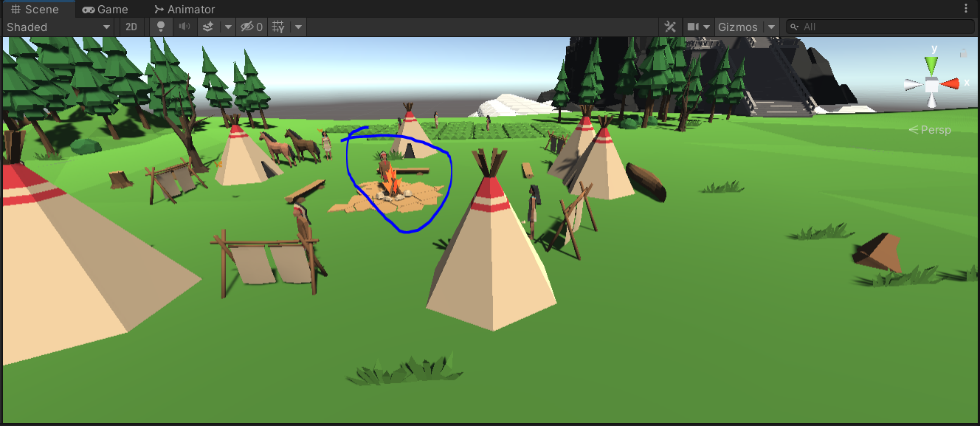 Scene Game Animator
Shaded 2D 0 Gizmos All
y
x
Persp